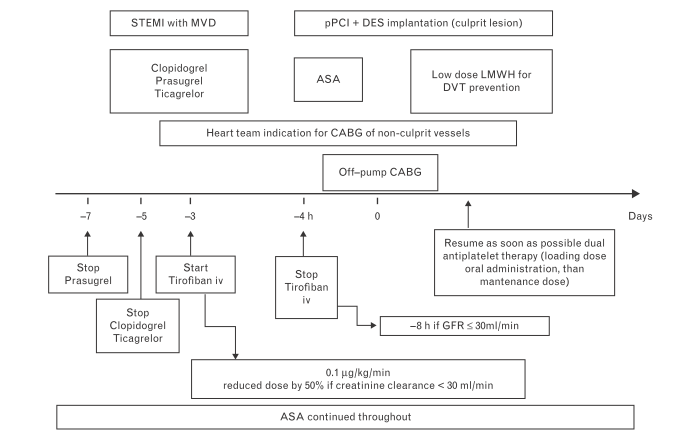 STEMI with MVD
pPCI + DES implantation (culprit lesion)
Clopidogrel
Prasugrel
Ticagrelor
ASA
Low dose LMWH for
DVT prevention
Heart team indication for CABG of non-culprit vessels
Off–pump CABG
–7
–5
–3
–4 h
0
Days
Stop
Prasugrel
Stop
Clopidogrel
Ticagrelor
Start
Tirofiban iv
Stop
Tirofiban
iv
Resume as soon as possible dual
antiplatelet therapy (loading dose
oral administration, than
mantenance dose)
–8 h if GFR ≤ 30ml/min
0.1 μg/kg/min
reduced dose by 50% if creatinine clearance < 30 ml/min
ASA continued throughout